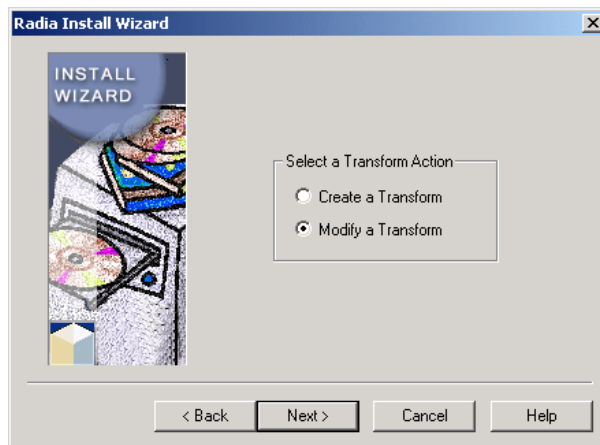 Radia Install Wizard
INSTALL
WIZARD
Select a Transform Action
Create a Transform
Modify a Transform
< Back
Next >
Cancel
Help